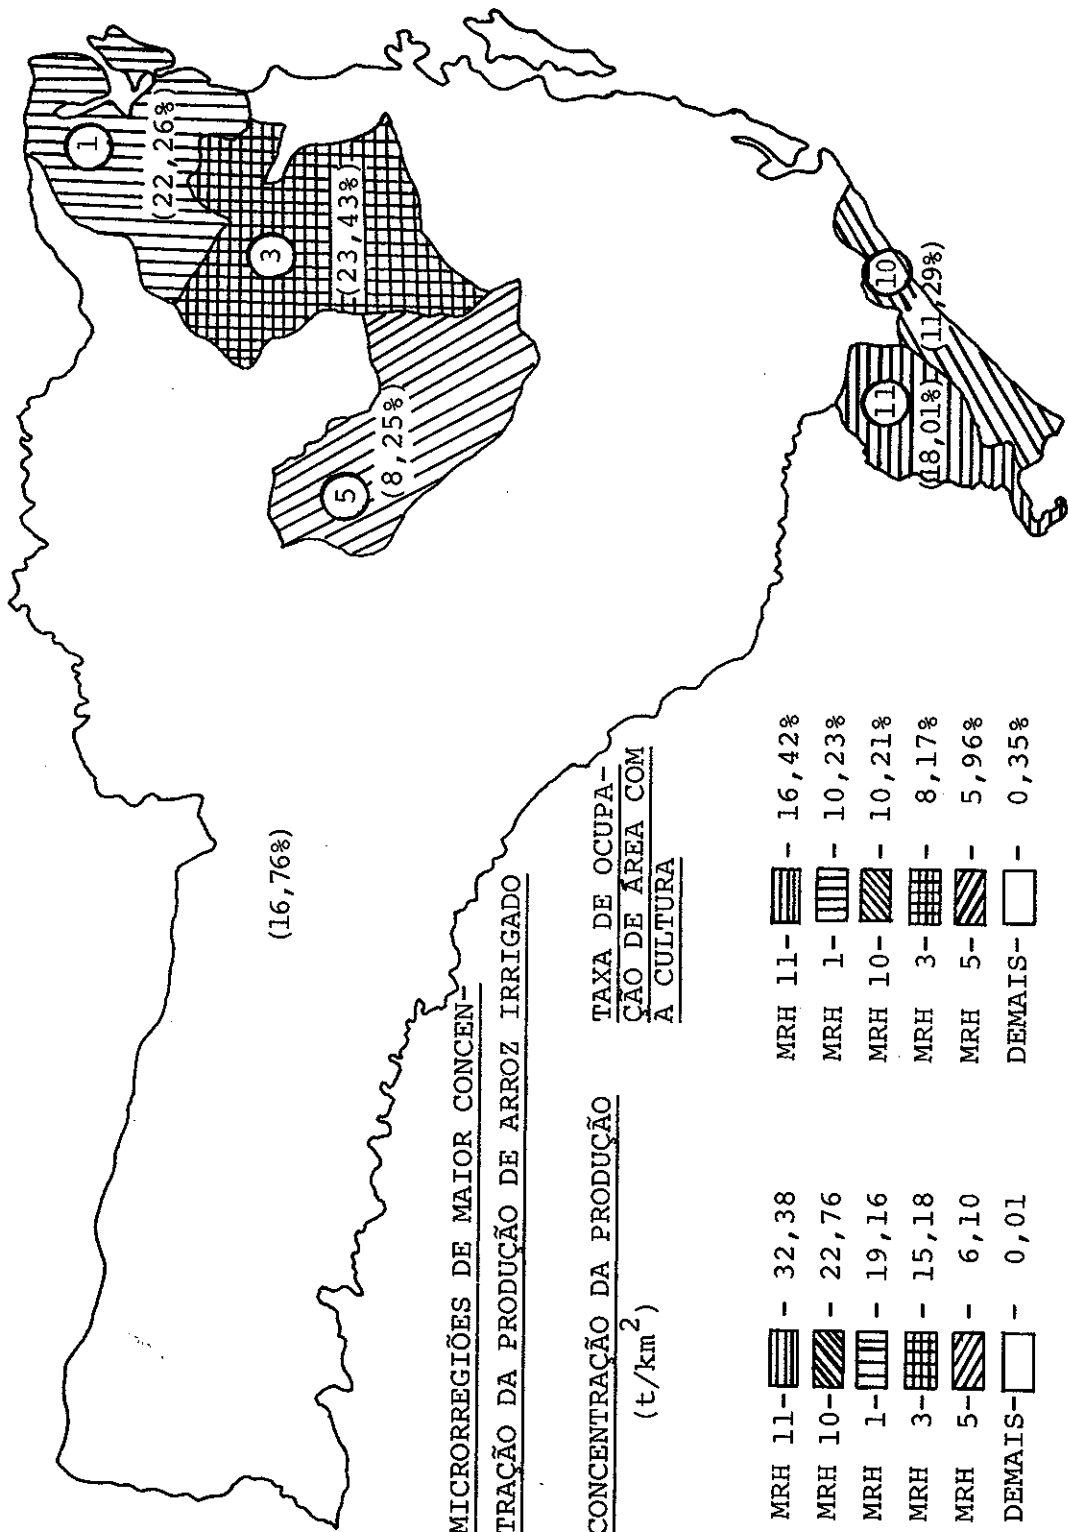 1
(22,26%)
3
(23,43%)
5
(8,25%)
10
(11,29%)
11
(18,01%)
(16,76%)
MICRORREGIÕES DE MAIOR CONCEN-
TRAÇÃO DA PRODUÇÃO DE ARROZ IRRIGADO
CONCENTRAÇÃO DA PRODUÇÃO
(t/km²)
MRH 11- - 32,38
MRH 10- - 22,76
MRH 1- - 19,16
MRH 3- - 15,18
MRH 5- - 6,10
DEMAIS- - 0,01
TAXA DE OCUPA-
ÇÃO DE ÁREA COM
A CULTURA
MRH 11- - 16,42%
MRH 1- - 10,23%
MRH 10- - 10,21%
MRH 3- - 8,17%
MRH 5- - 5,96%
DEMAIS- - 0,35%